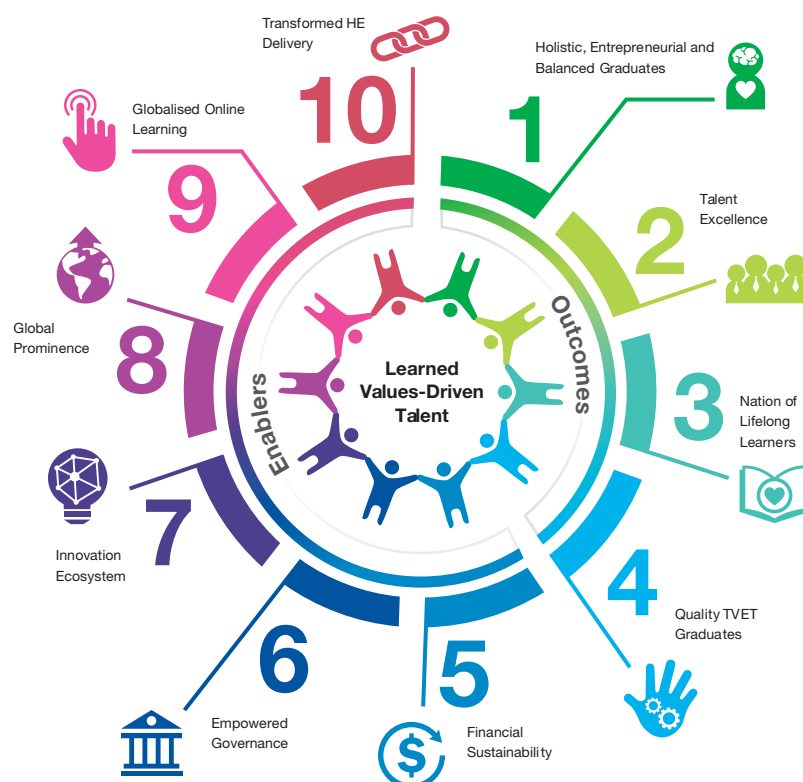 1
Holistic, Entrepreneurial and
Balanced Graduates
2
Talent
Excellence
3
Nation of
Lifelong
Learners
4
Quality TVET
Graduates
5
Financial
Sustainability
$
6
Empowered
Governance
7
Innovation
Ecosystem
8
Global
Prominence
9
Globalised Online
Learning
10
Transformed HE
Delivery
Outcomes
Enablers
Learned
Values-Driven
Talent